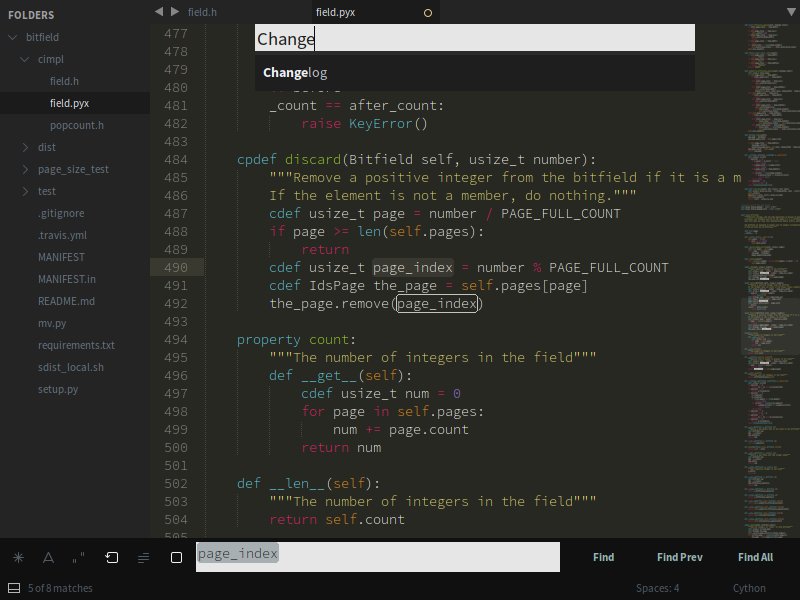 FOLDERS
bitfield
cimpl
field.h
field.pyx
popcount.h
dist
page_size_test
test
.gitignore
.travis.yml
MANIFEST
MANIFEST.in
README.md
mv.py
requirements.txt
sdist_local.sh
setup.py
field.h
field.pyx
Change
Changelog
477
478
479
480
481 _count == after_count:
482 raise KeyError()
483
484 cpdef discard(Bitfield self, usize_t number):
485 """Remove a positive integer from the bitfield if it is a m
486 If the element is not a member, do nothing."""
487 cdef usize_t page = number / PAGE_FULL_COUNT
488 if page >= len(self.pages):
489 return
490 cdef usize_t page_index = number % PAGE_FULL_COUNT
491 cdef IdsPage the_page = self.pages[page]
492 the_page.remove(page_index)
493
494 property count:
495 """The number of integers in the field"""
496 def __get__(self):
497 cdef usize_t num = 0
498 for page in self.pages:
499 num += page.count
500 return num
501
502 def __len__(self):
503 """The number of integers in the field"""
504 return self.count
505
page_index
Find
Find Prev
Find All
5 of 8 matches
Spaces: 4
Cython